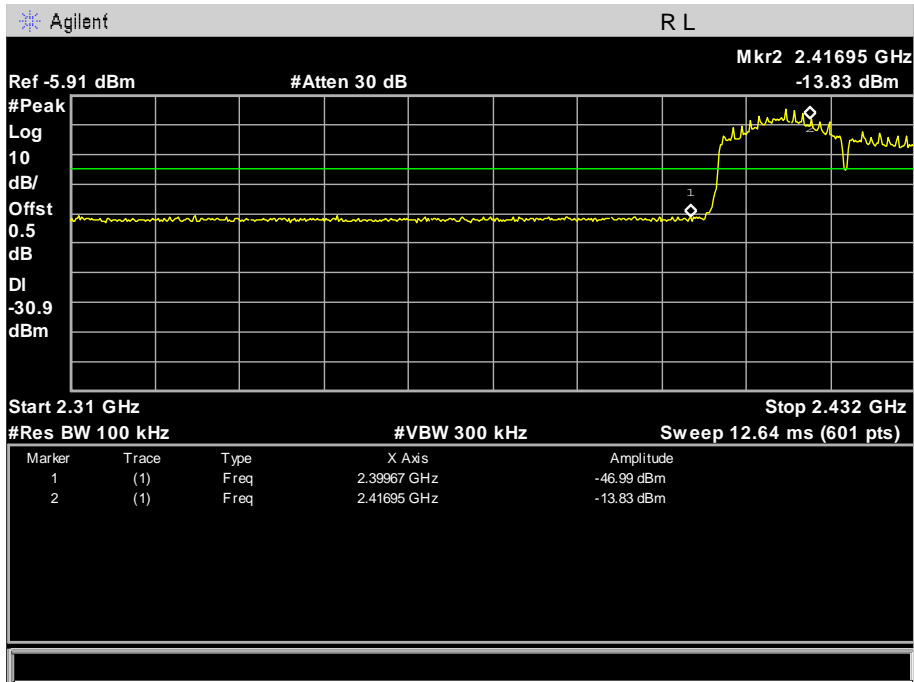 Agilent R L
Mkr2 2.41695 GHz
Ref -5.91 dBm #Atten 30 dB -13.83 dBm
#Peak
Log
10
dB/
Offst
0.5
dB
DI
-30.9
dBm
1
2
Start 2.31 GHz Stop 2.432 GHz
#Res BW 100 kHz #VBW 300 kHz Sweep 12.64 ms (601 pts)
Marker Trace Type X Axis Amplitude
1 (1) Freq 2.39967 GHz -46.99 dBm
2 (1) Freq 2.41695 GHz -13.83 dBm